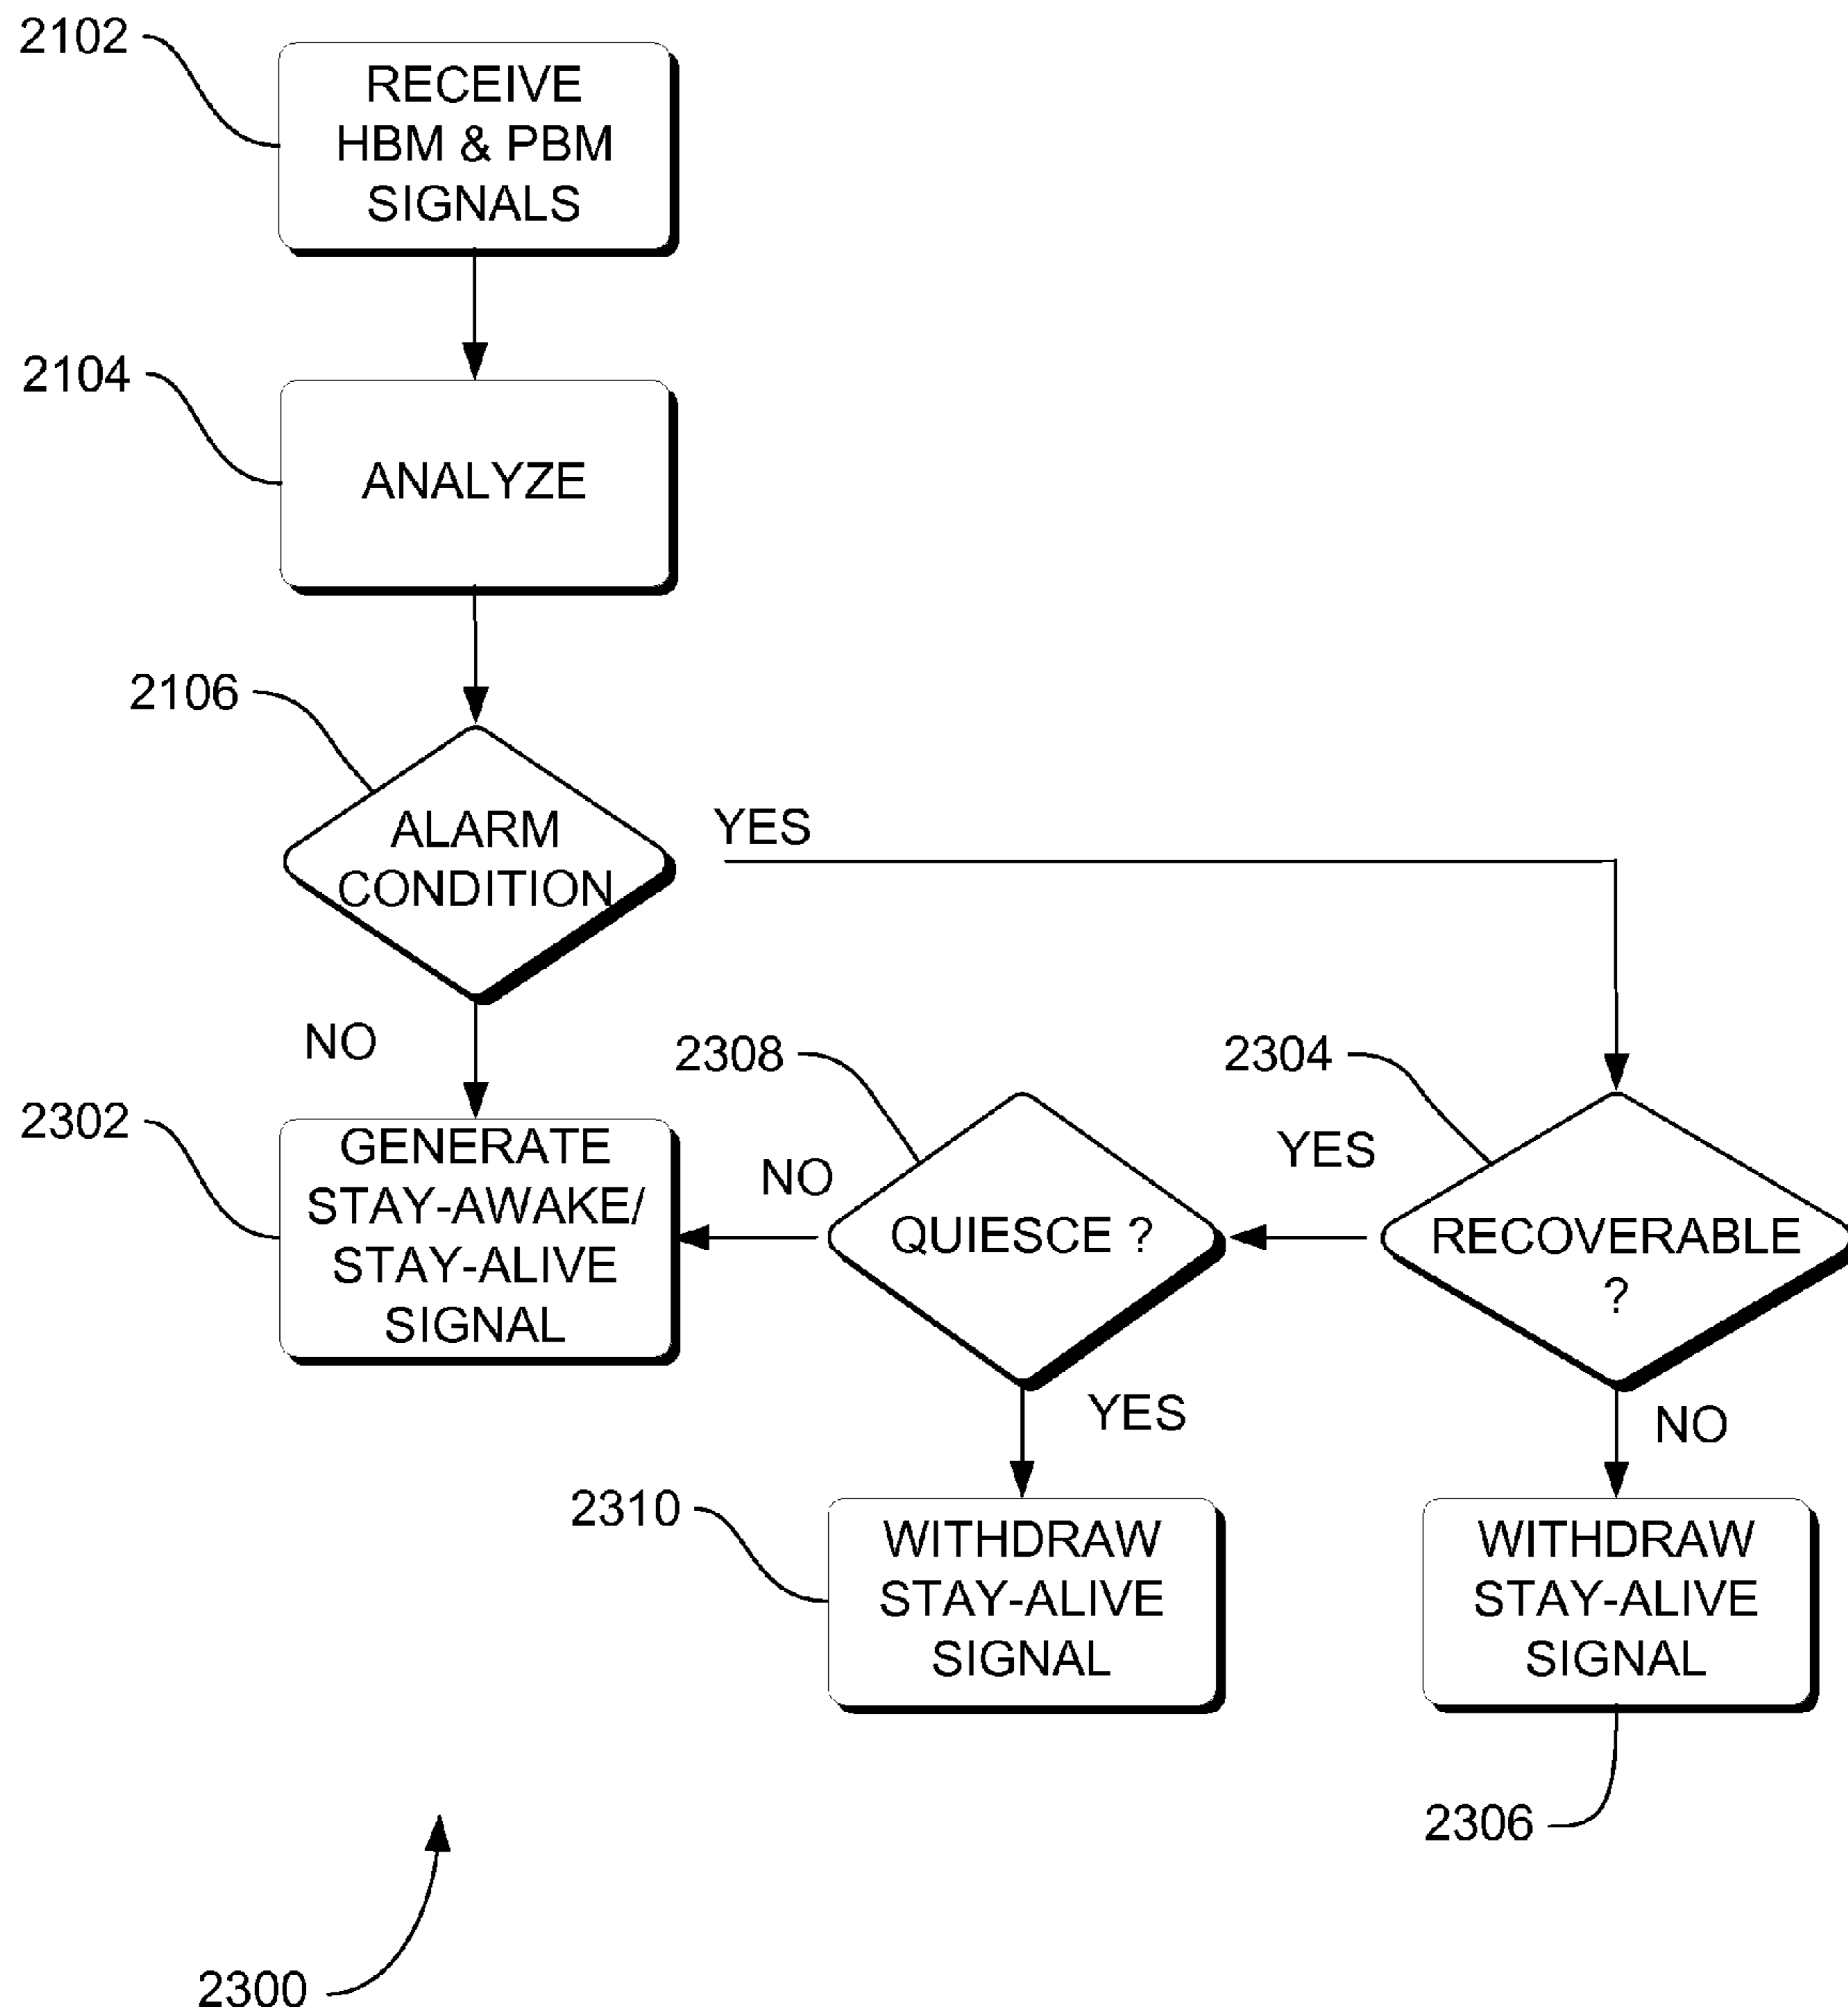 2102
RECEIVE
HBM & PBM
SIGNALS
2104
ANALYZE
2106
ALARM
CONDITION
YES
NO
2308
2304
2302
GENERATE
STAY-AWAKE/
STAY-ALIVE
SIGNAL
NO
QUIESCE ?
YES
RECOVERABLE
?
YES
NO
2310
WITHDRAW
STAY-ALIVE
SIGNAL
WITHDRAW
STAY-ALIVE
SIGNAL
2306
2300